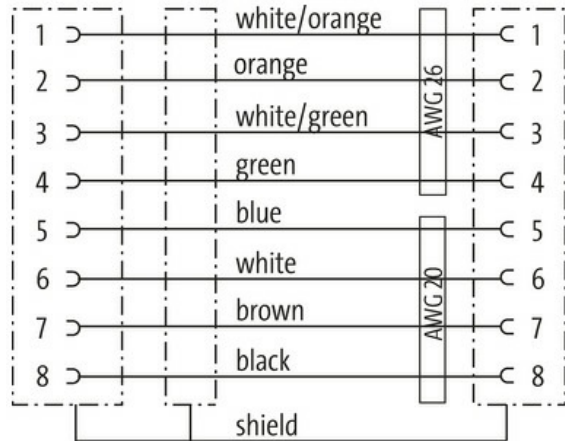 1 white/orange 1
2 orange 2
3 white/green 3
4 green 4
AWG 26
5 blue 5
6 white 6
7 brown 7
8 black 8
AWG 20
shield